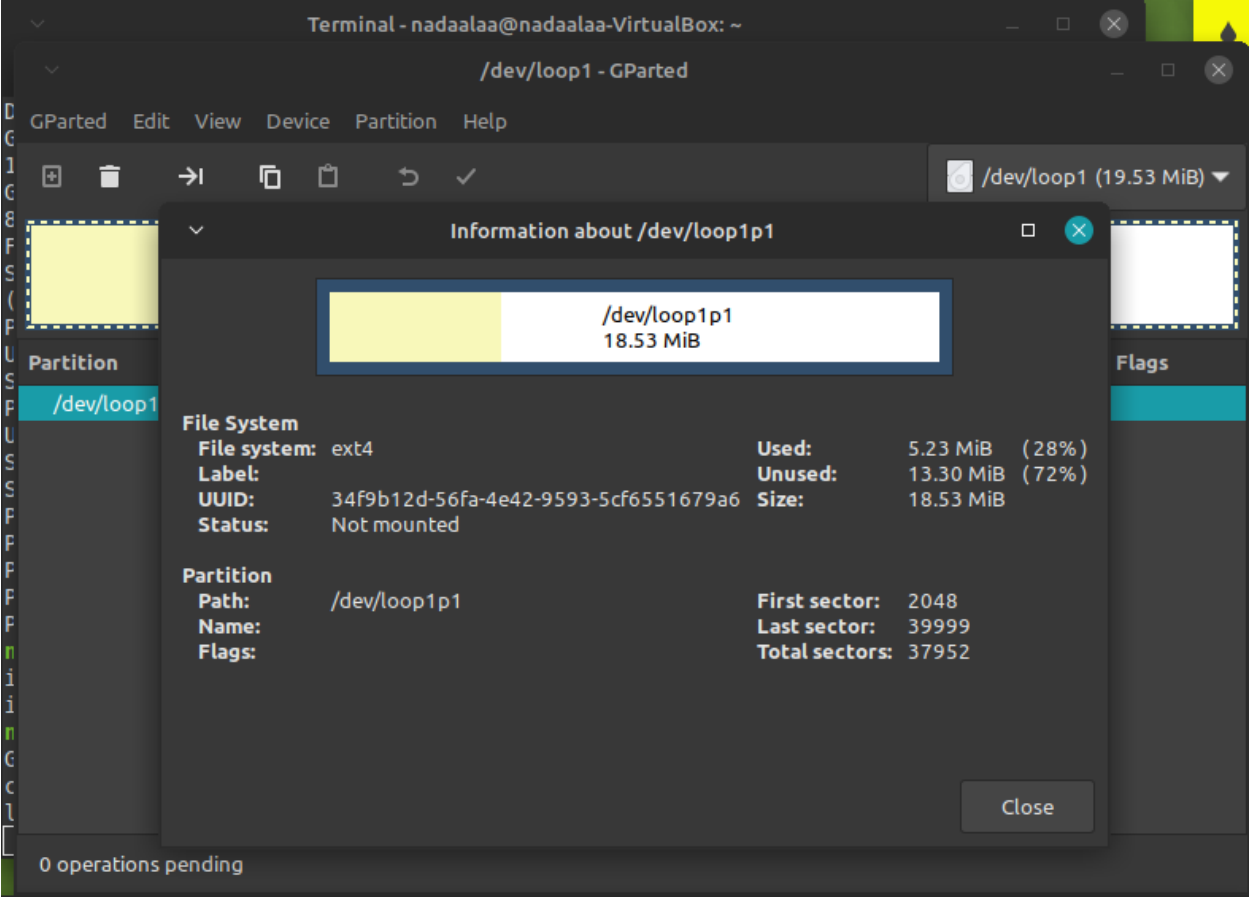 Terminal - nadaalaa@nadaalaa-VirtualBox: ~
/dev/loop1 - GParted
GParted Edit View Device Partition Help
/dev/loop1 (19.53 MiB)
Information about /dev/loop1p1
/dev/loop1p1
18.53 MiB
Partition Flags
/dev/loop1
File System
File system: ext4 Used: 5.23 MiB (28%)
Label: Unused: 13.30 MiB (72%)
UUID: 34f9b12d-56fa-4e42-9593-5cf6551679a6 Size: 18.53 MiB
Status: Not mounted
Partition
Path: /dev/loop1p1 First sector: 2048
Name: Last sector: 39999
Flags: Total sectors: 37952
Close
0 operations pending